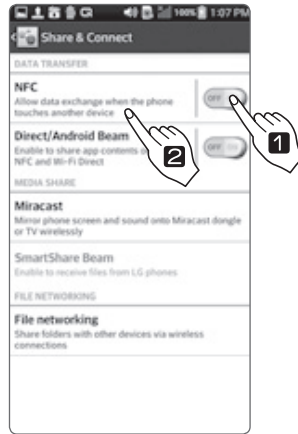 100% 1:07 PM
Share & Connect
DATA TRANSFER
NFC
Allow data exchange when the phone
touches another device
OFF
1
Direct/Android Beam
Enable to share app contents
NFC and Wi-Fi Direct
OFF
2
MEDIA SHARE
Miracast
Mirror phone screen and sound onto Miracast dongle
or TV wirelessly
SmartShare Beam
Enable to receive files from LG phones
FILE NETWORKING
File networking
Share folders with other devices via wireless
connections